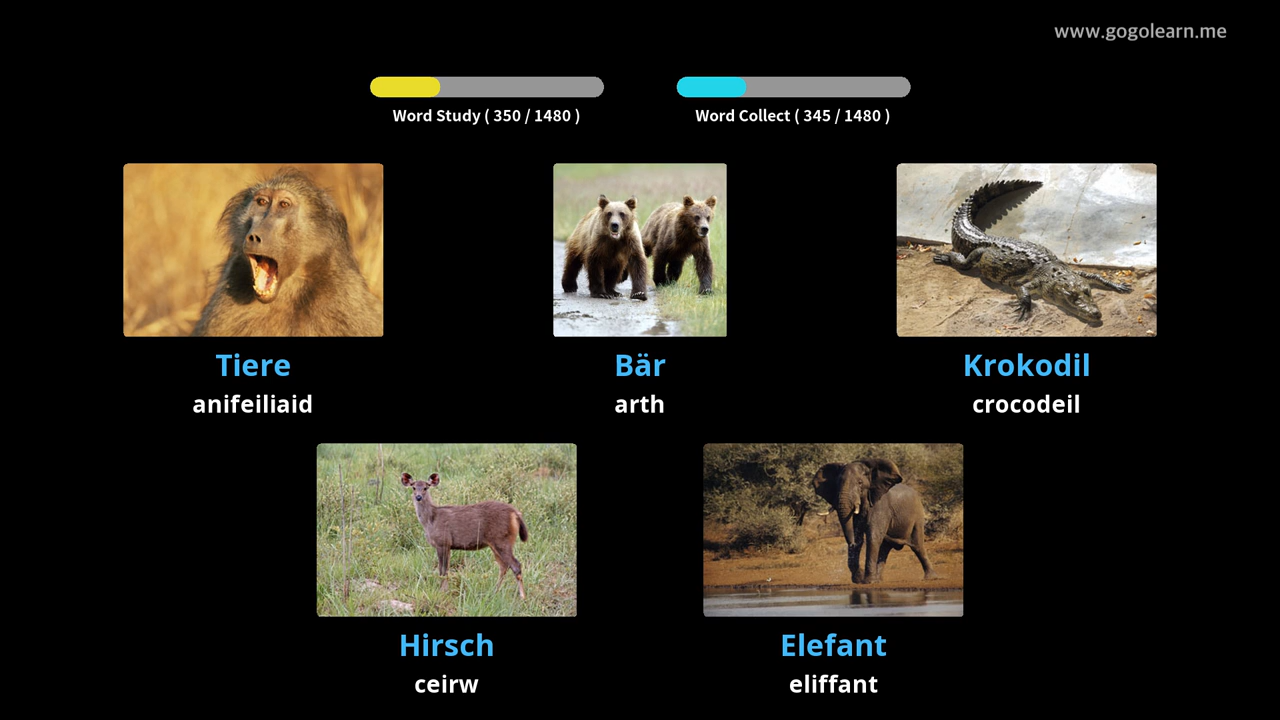 www.gogolearn.me
Word Study ( 350 / 1480 )
Word Collect ( 345 / 1480 )
Tiere
anifeiliaid
Bär
arth
Krokodil
crocodeil
Hirsch
ceirw
Elefant
eliffant